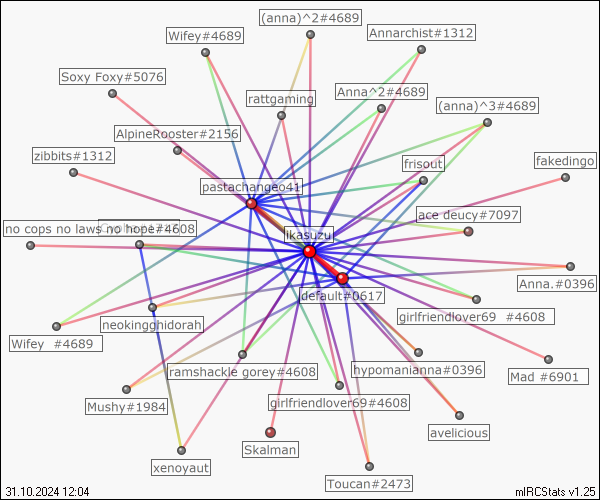 (anna)^2#4689
Wifey#4689
Annarchist#1312
Soxy Foxy#5076
Anna^2#4689
rattgaming
(anna)^3#4689
AlpineRooster#2156
zibbits#1312
frisout
fakedingo
pastachangeo41
ace deucy#7097
no cops no laws no hope#4608
likasuzu
Anna.#0396
default#0617
girlfriendlover69 #4608
neokingghidorah
Wifey #4689
ramshackle gorey#4608
hypomanianna#0396
Mad #6901
Mushy#1984
girlfriendlover69#4608
avelicious
Skalman
xenoyaut
Toucan#2473
31.10.2024 12:04
mIRCStats v1.25